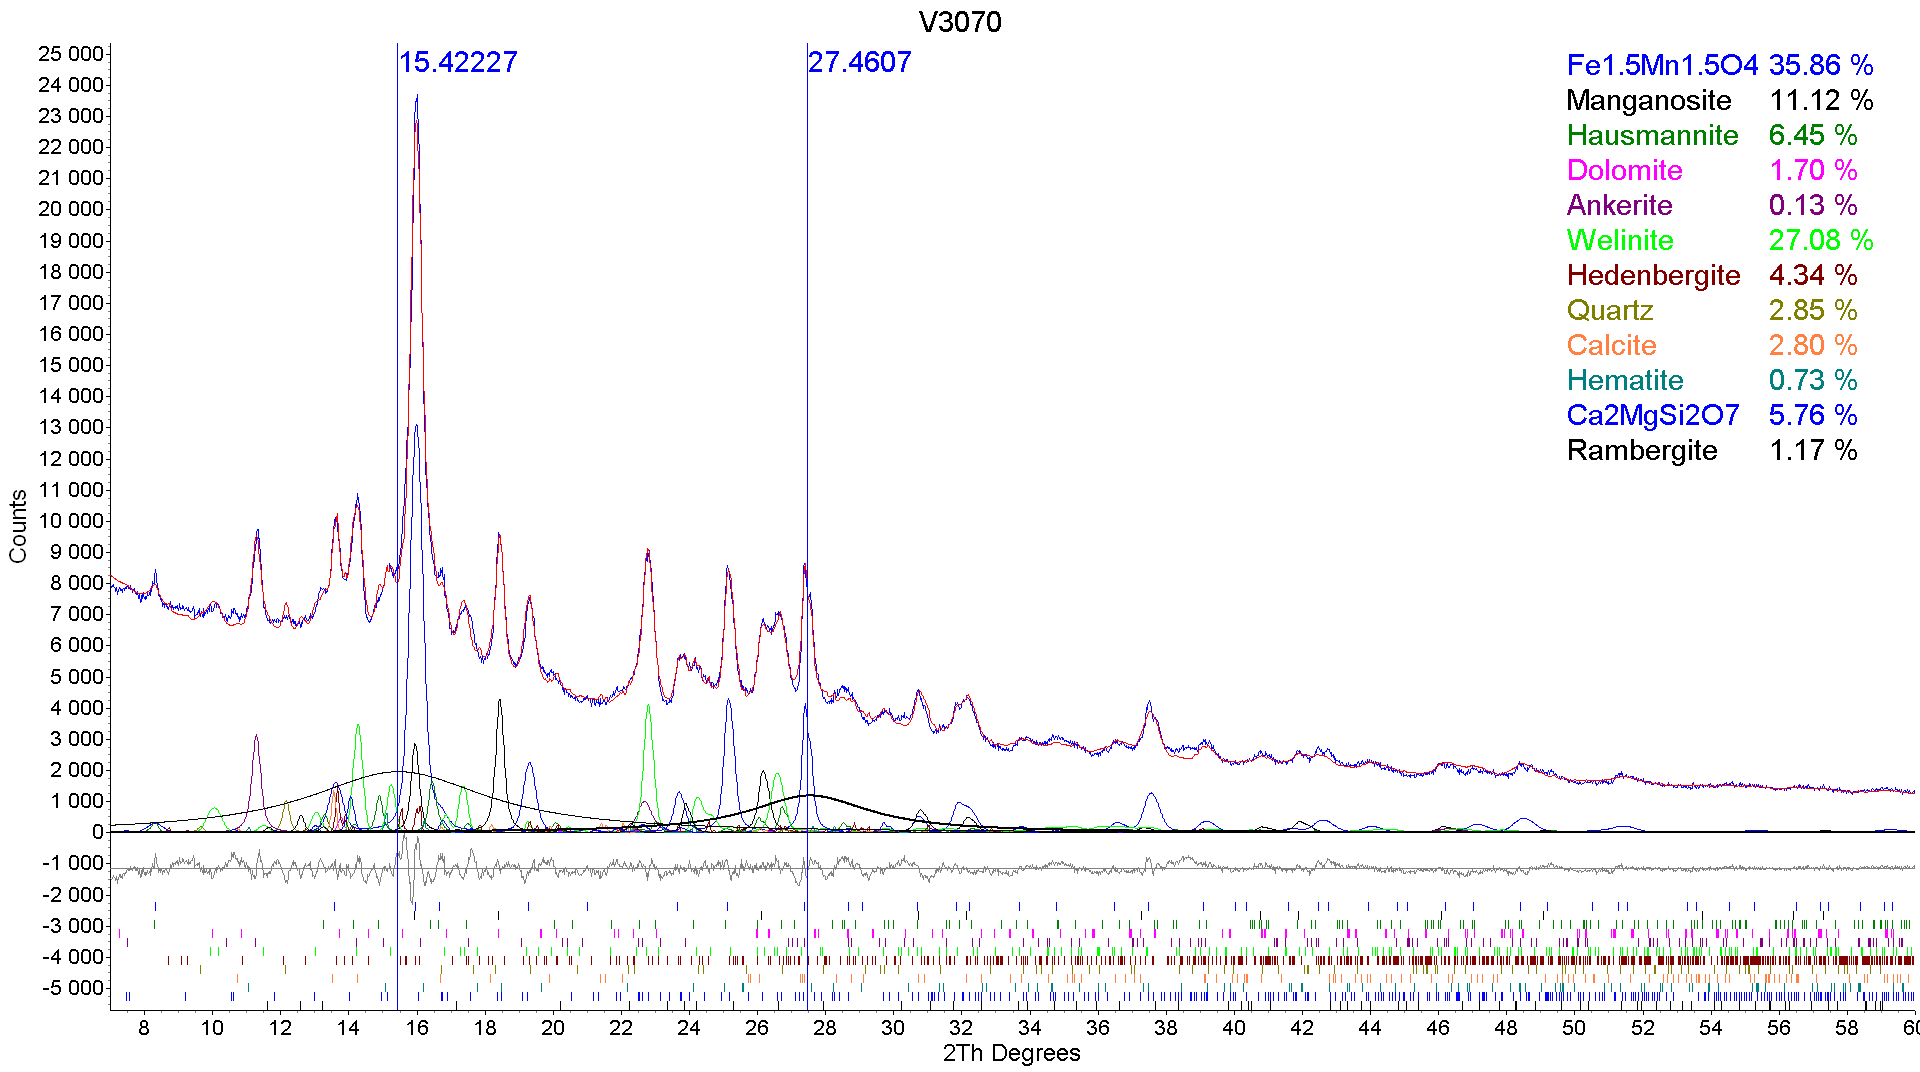 V3070
15.42227
27.4607
Fe1.5Mn1.5O4 35.86 %
Manganosite 11.12 %
Hausmannite 6.45 %
Dolomite 1.70 %
Ankerite 0.13 %
Welinite 27.08 %
Hedenbergite 4.34 %
Quartz 2.85 %
Calcite 2.80 %
Hematite 0.73 %
Ca2MgSi2O7 5.76 %
Rambergite 1.17 %
25 000
24 000
23 000
22 000
21 000
20 000
19 000
18 000
17 000
16 000
15 000
14 000
13 000
12 000
11 000
10 000
9 000
8 000
7 000
6 000
5 000
4 000
3 000
2 000
1 000
0
-1 000
-2 000
-3 000
-4 000
-5 000
Counts
8 10 12 14 16 18 20 22 24 26 28 30 32 34 36 38 40 42 44 46 48 50 52 54 56 58 60
2Th Degrees